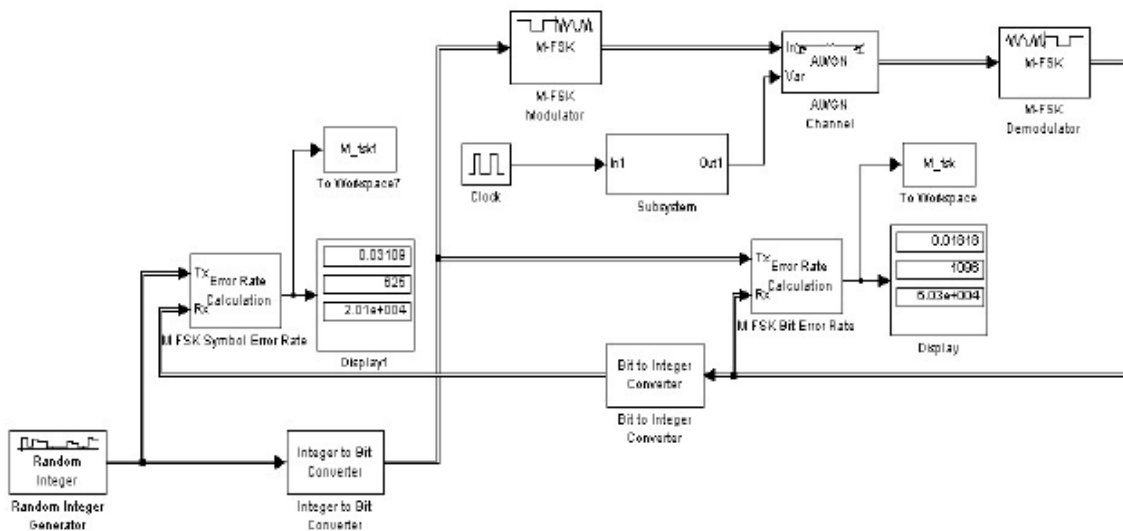 M-FSK
M-FSK
Modulator
In
Var
AWGN
AWGN
Channel
M-FSK
M-FSK
Demodulator
M_fsk1
To Workspace7
Clock
In1
Out1
Subsystem
M_fsk
To Workspace
Tx
Rx
Error Rate
Calculation
M FSK Symbol Error Rate
0.03109
625
2.01e+004
Display1
Tx
Rx
Error Rate
Calculation
M FSK Bit Error Rate
0.01818
1096
6.03e+004
Display
Bit to Integer
Converter
Bit to Integer
Converter
Random
Integer
Random Integer
Generator
Integer to Bit
Converter
Integer to Bit
Converter